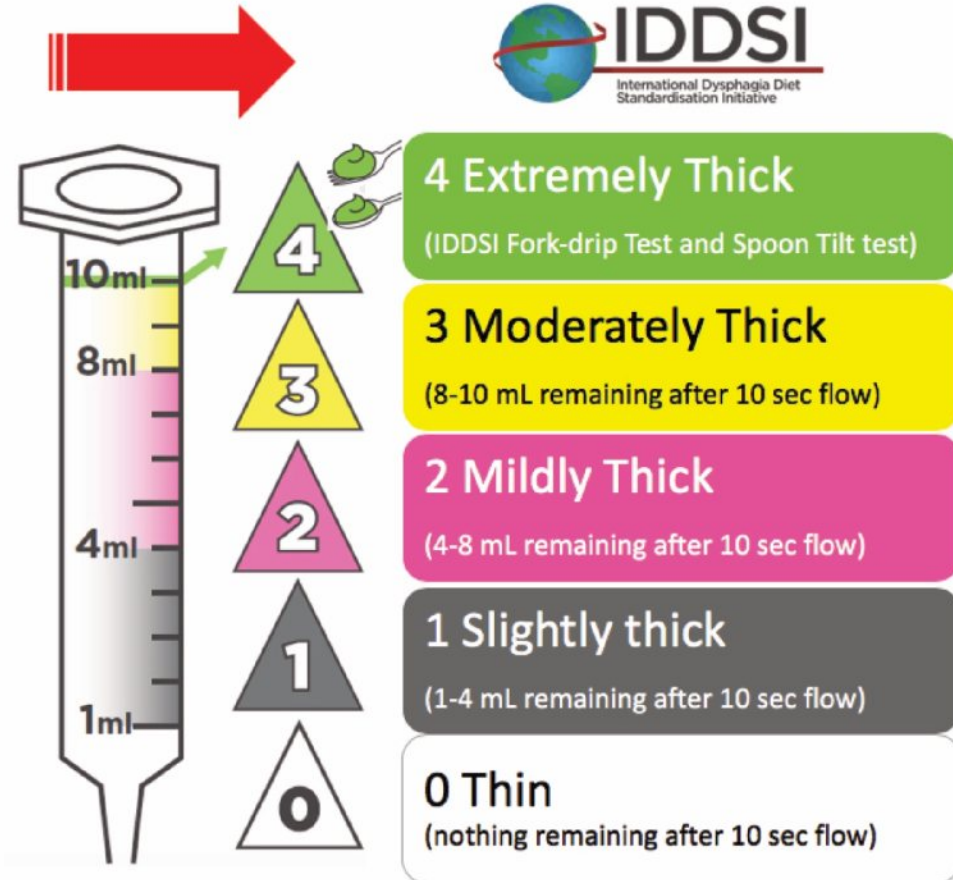 IDDSI
International Dysphagia Diet
Standardisation Initiative
10ml
8ml
4ml
1ml
4
3
2
1
0
4 Extremely Thick
(IDDSI Fork-drip Test and Spoon Tilt test)
3 Moderately Thick
(8-10 mL remaining after 10 sec flow)
2 Mildly Thick
(4-8 mL remaining after 10 sec flow)
1 Slightly thick
(1-4 mL remaining after 10 sec flow)
0 Thin
(nothing remaining after 10 sec flow)